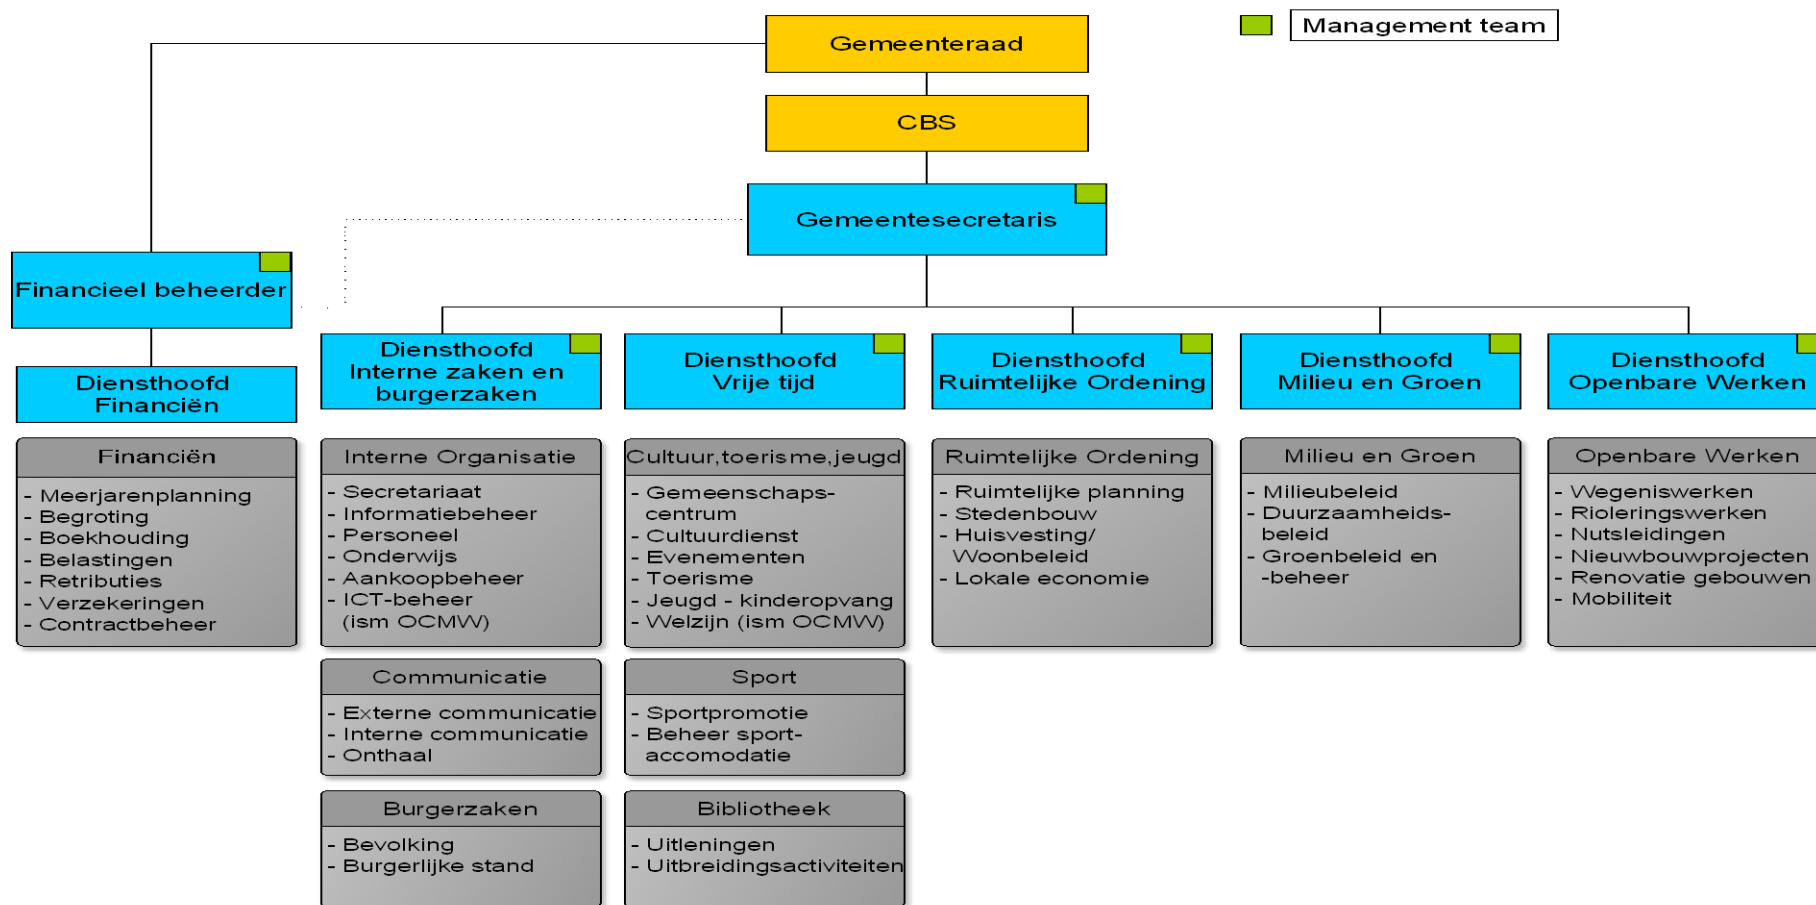 Management team
Gemeenteraad
CBS
Gemeentesecretaris
Financieel beheerder
Diensthoofd
Financiën
Diensthoofd
Interne zaken en
burgerzaken
Diensthoofd
Vrije tijd
Diensthoofd
Ruimtelijke Ordening
Diensthoofd
Milieu en Groen
Diensthoofd
Openbare Werken
Financiën
- Meerjarenplanning
- Begroting
- Boekhouding
- Belastingen
- Retributies
- Verzekeringen
- Contractbeheer
Interne Organisatie
- Secretariaat
- Informatiebeheer
- Personeel
- Onderwijs
- Aankoopbeheer
- ICT-beheer
(ism OCMW)
Communicatie
- Externe communicatie
- Interne communicatie
- Onthaal
Burgerzaken
- Bevolking
- Burgerlijke stand
Cultuur,toerisme,jeugd
- Gemeenschaps-
centrum
- Cultuurdienst
- Evenementen
- Toerisme
- Jeugd - kinderopvang
- Welzijn (ism OCMW)
Sport
- Sportpromotie
- Beheer sport-
accomodatie
Bibliotheek
- Uitleningen
- Uitbreidingsactiviteiten
Ruimtelijke Ordening
- Ruimtelijke planning
- Stedenbouw
- Huisvesting/
Woonbeleid
- Lokale economie
Milieu en Groen
- Milieubeleid
- Duurzaamheids-
beleid
- Groenbeleid en
-beheer
Openbare Werken
- Wegeniswerken
- Rioleringswerken
- Nutsleidingen
- Nieuwbouwprojecten
- Renovatie gebouwen
- Mobiliteit